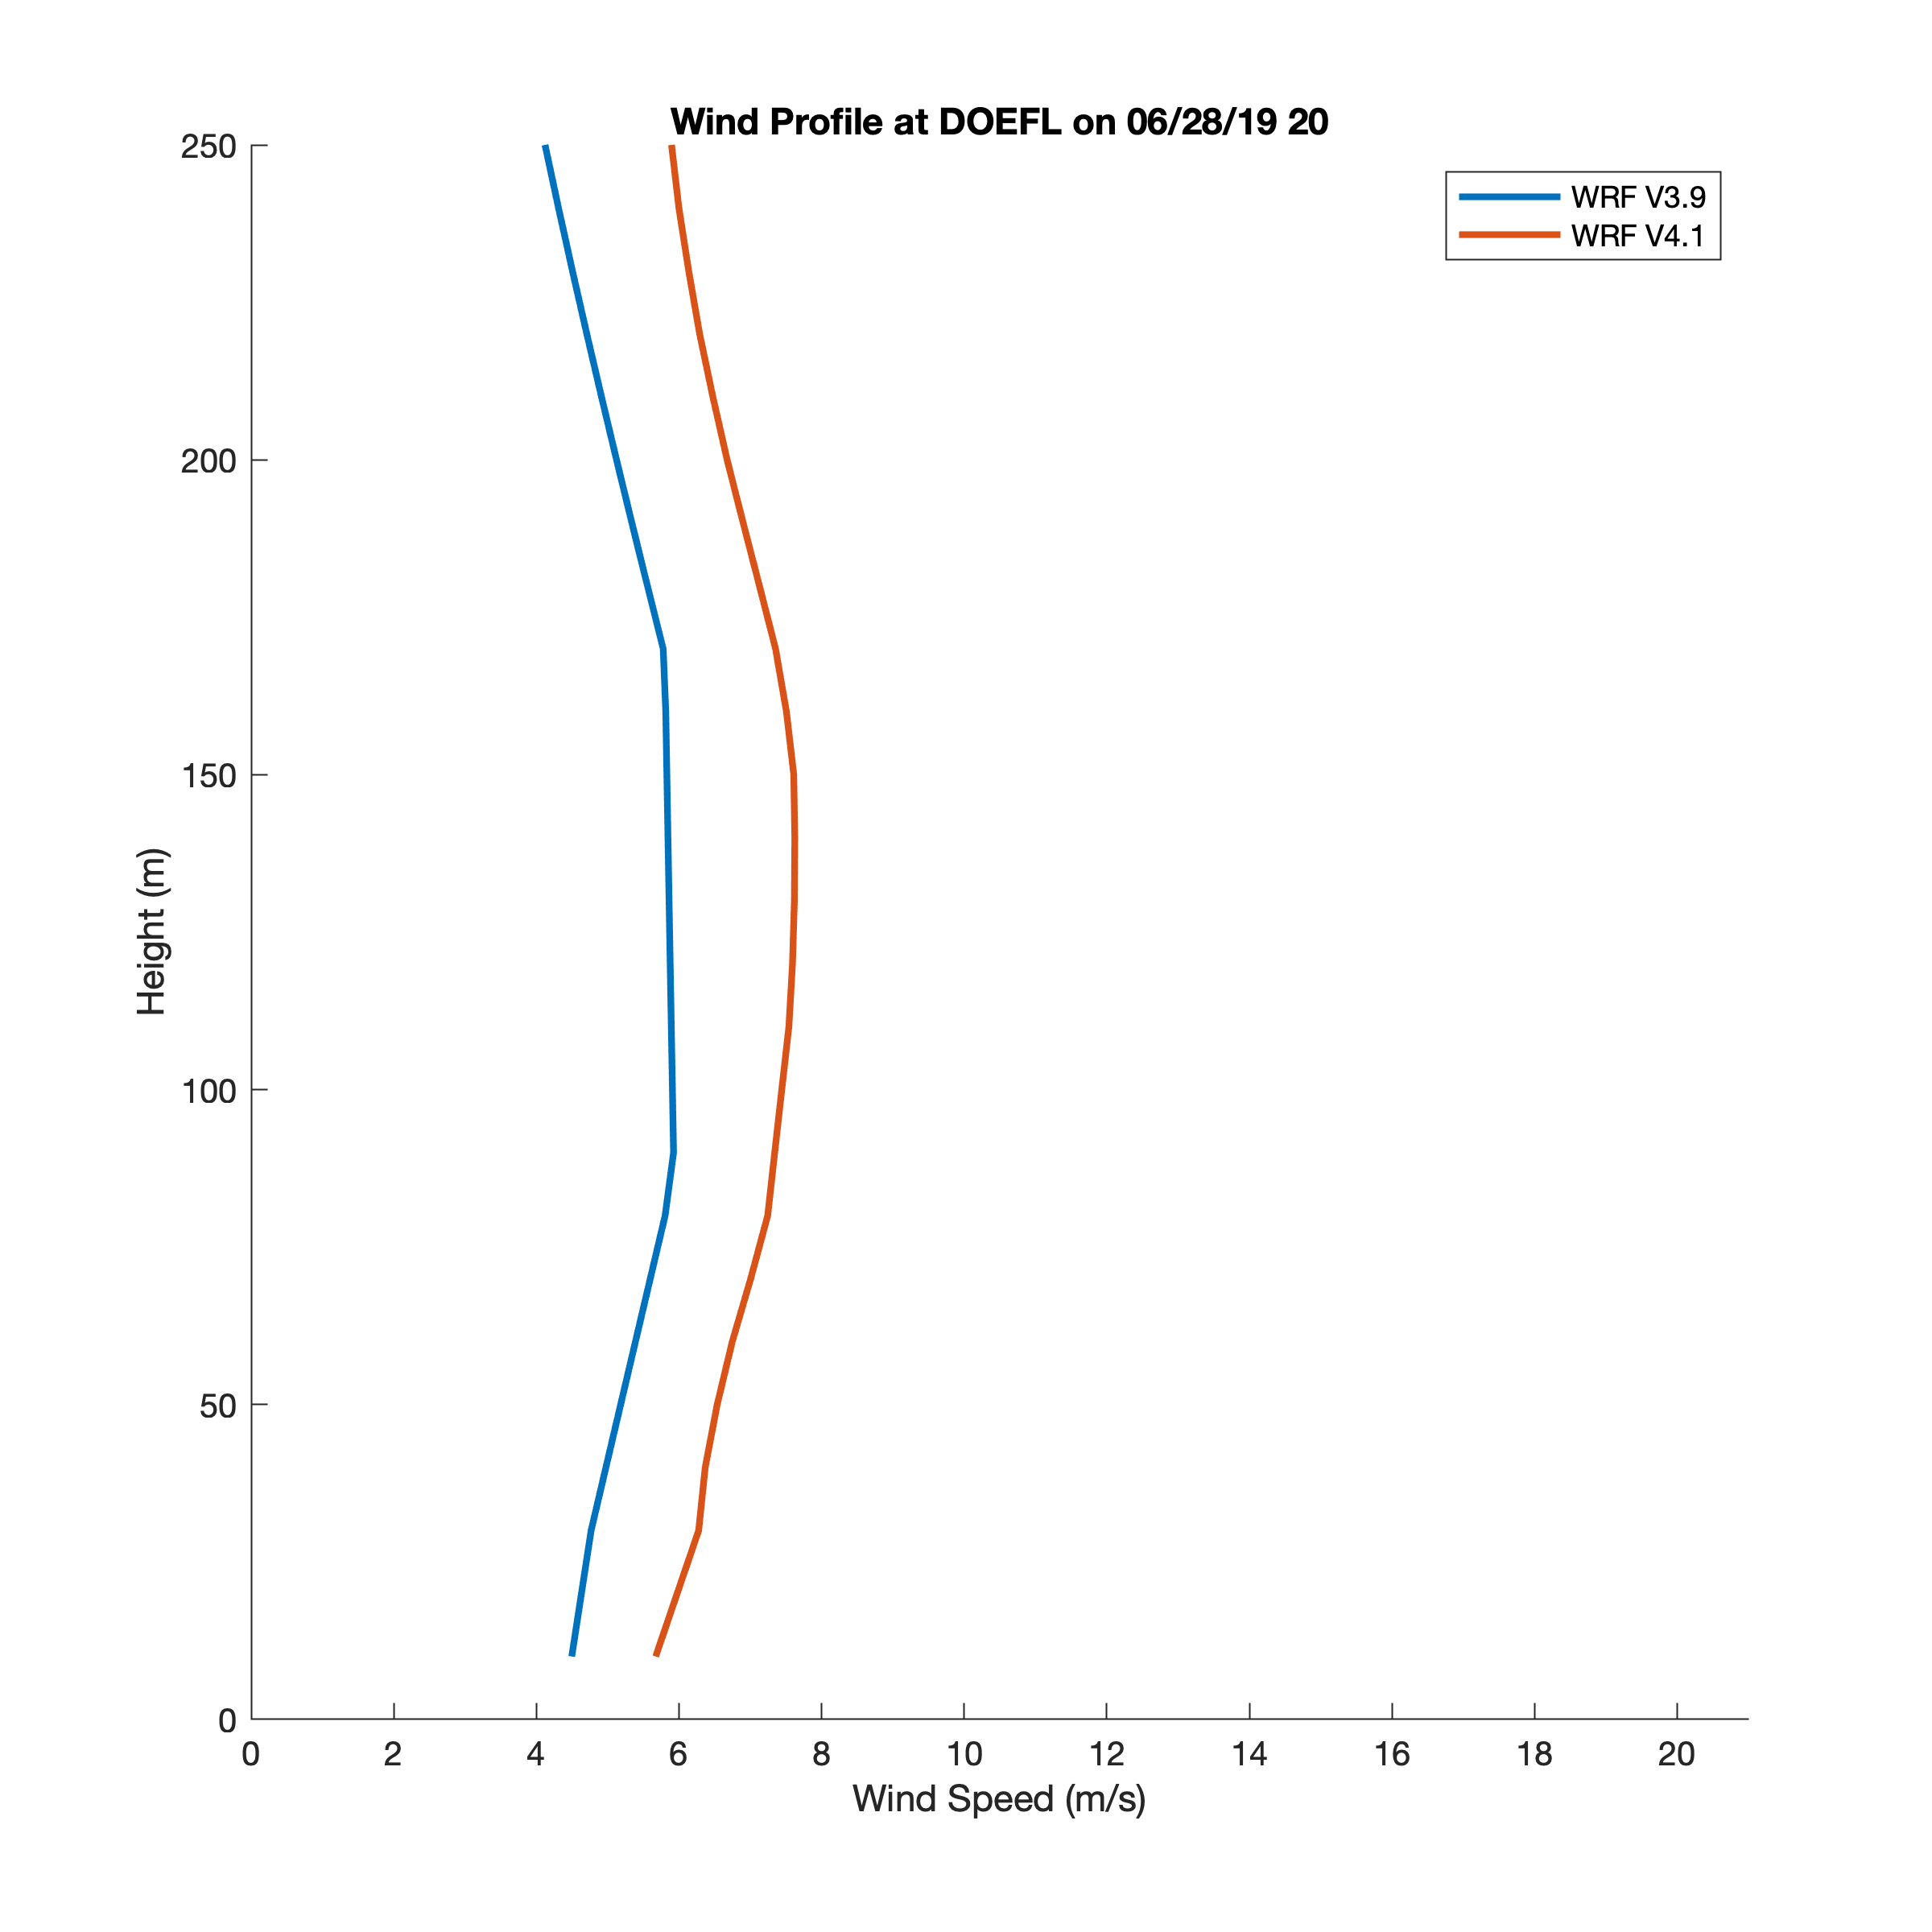 Wind Profile at DOEFL on 06/28/19 20
WRF V3.9
WRF V4.1
250
200
150
100
50
0
Height (m)
0 2 4 6 8 10 12 14 16 18 20
Wind Speed (m/s)